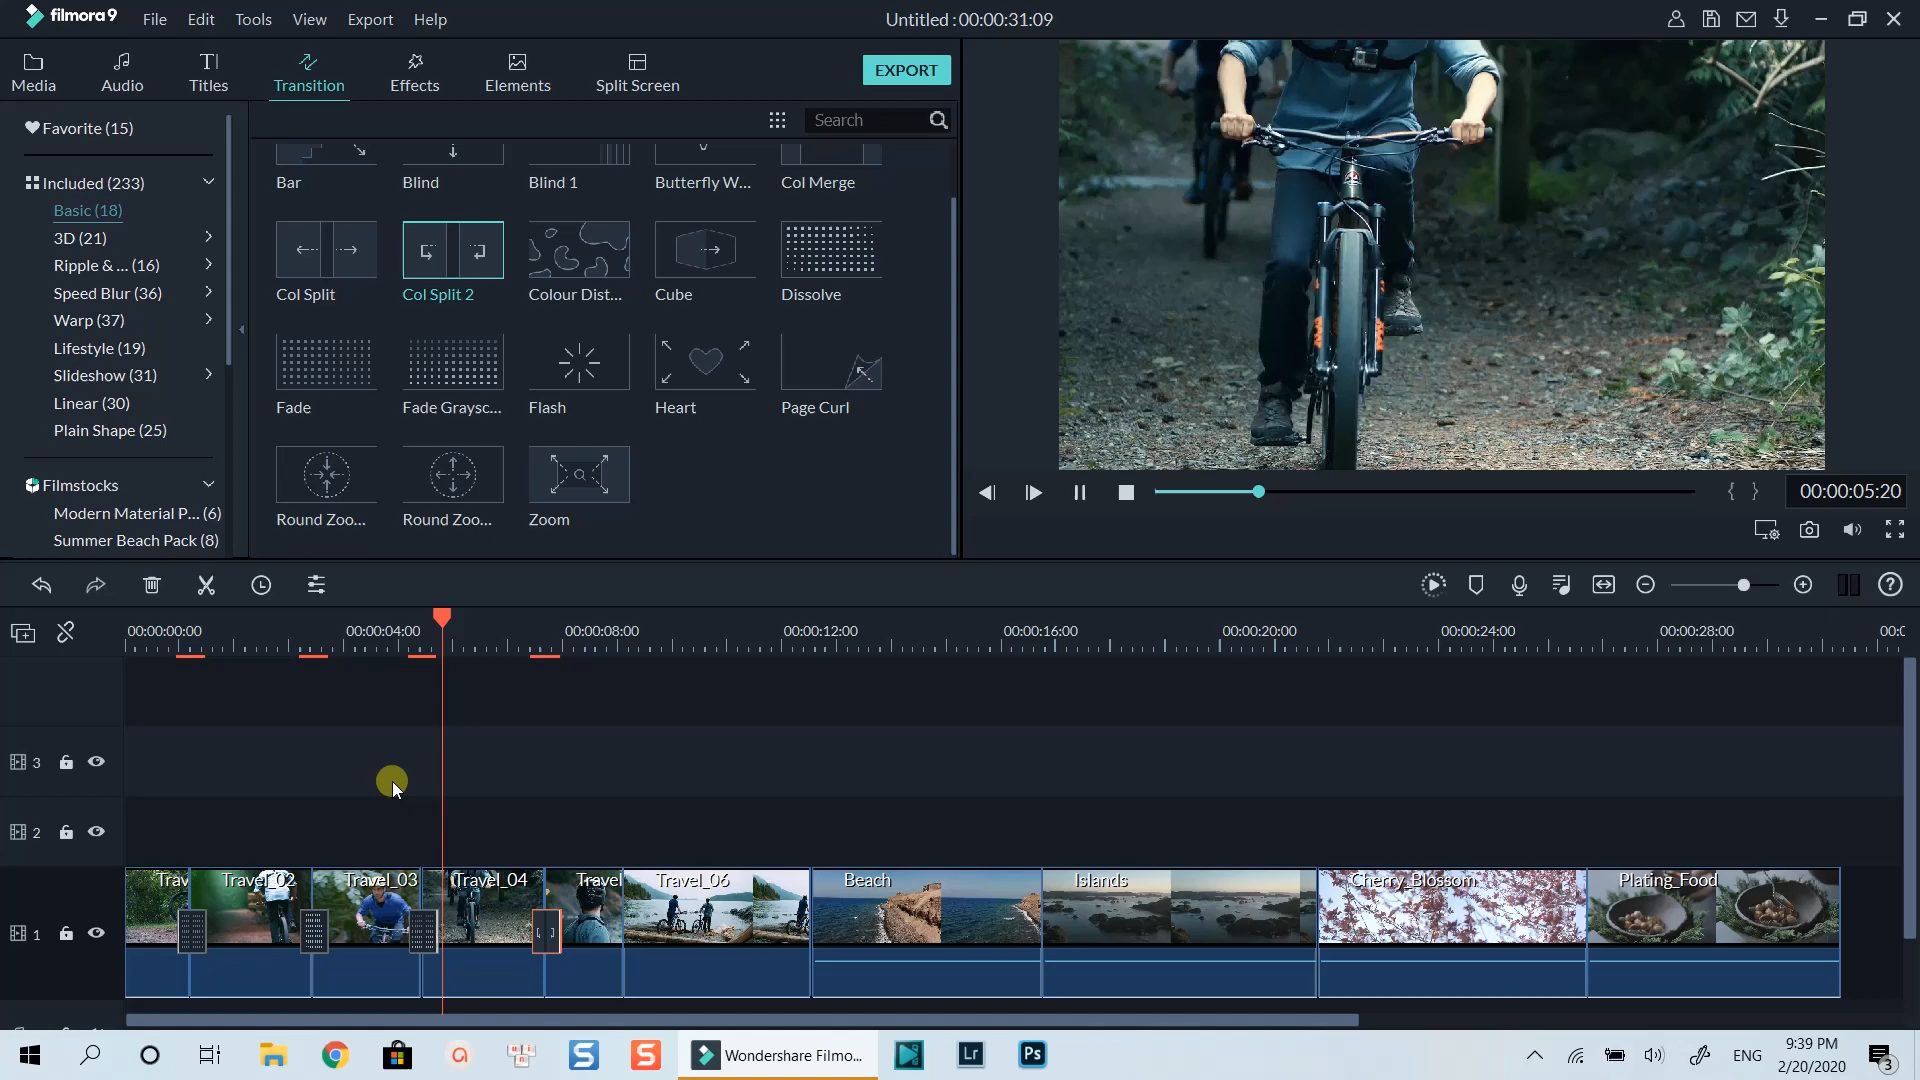 filmora9 File Edit Tools View Export Help Untitled : 00:00:31:09
Media Audio Titles Transition Effects Elements Split Screen EXPORT
Favorite (15)
Search
Included (233)
Basic (18)
3D (21)
Ripple & ... (16)
Speed Blur (36)
Warp (37)
Lifestyle (19)
Slideshow (31)
Linear (30)
Plain Shape (25)
Filmstocks
Modern Material P... (6)
Summer Beach Pack (8)
Bar Blind Blind 1 Butterfly W... Col Merge
Col Split Col Split 2 Colour Dist... Cube Dissolve
Fade Fade Graysc... Flash Heart Page Curl
Round Zoo... Round Zoo... Zoom
00:00:05:20
00:00:00:00 00:00:04:00 00:00:08:00 00:00:12:00 00:00:16:00 00:00:20:00 00:00:24:00 00:00:28:00 00:0
3
2
Trav Travel_02 Travel_03 Travel_04 Travel Travel_06 Beach Islands Cherry_Blossom Plating_Food
1
Wondershare Filmo... Lr Ps ENG
9:39 PM
2/20/2020
3